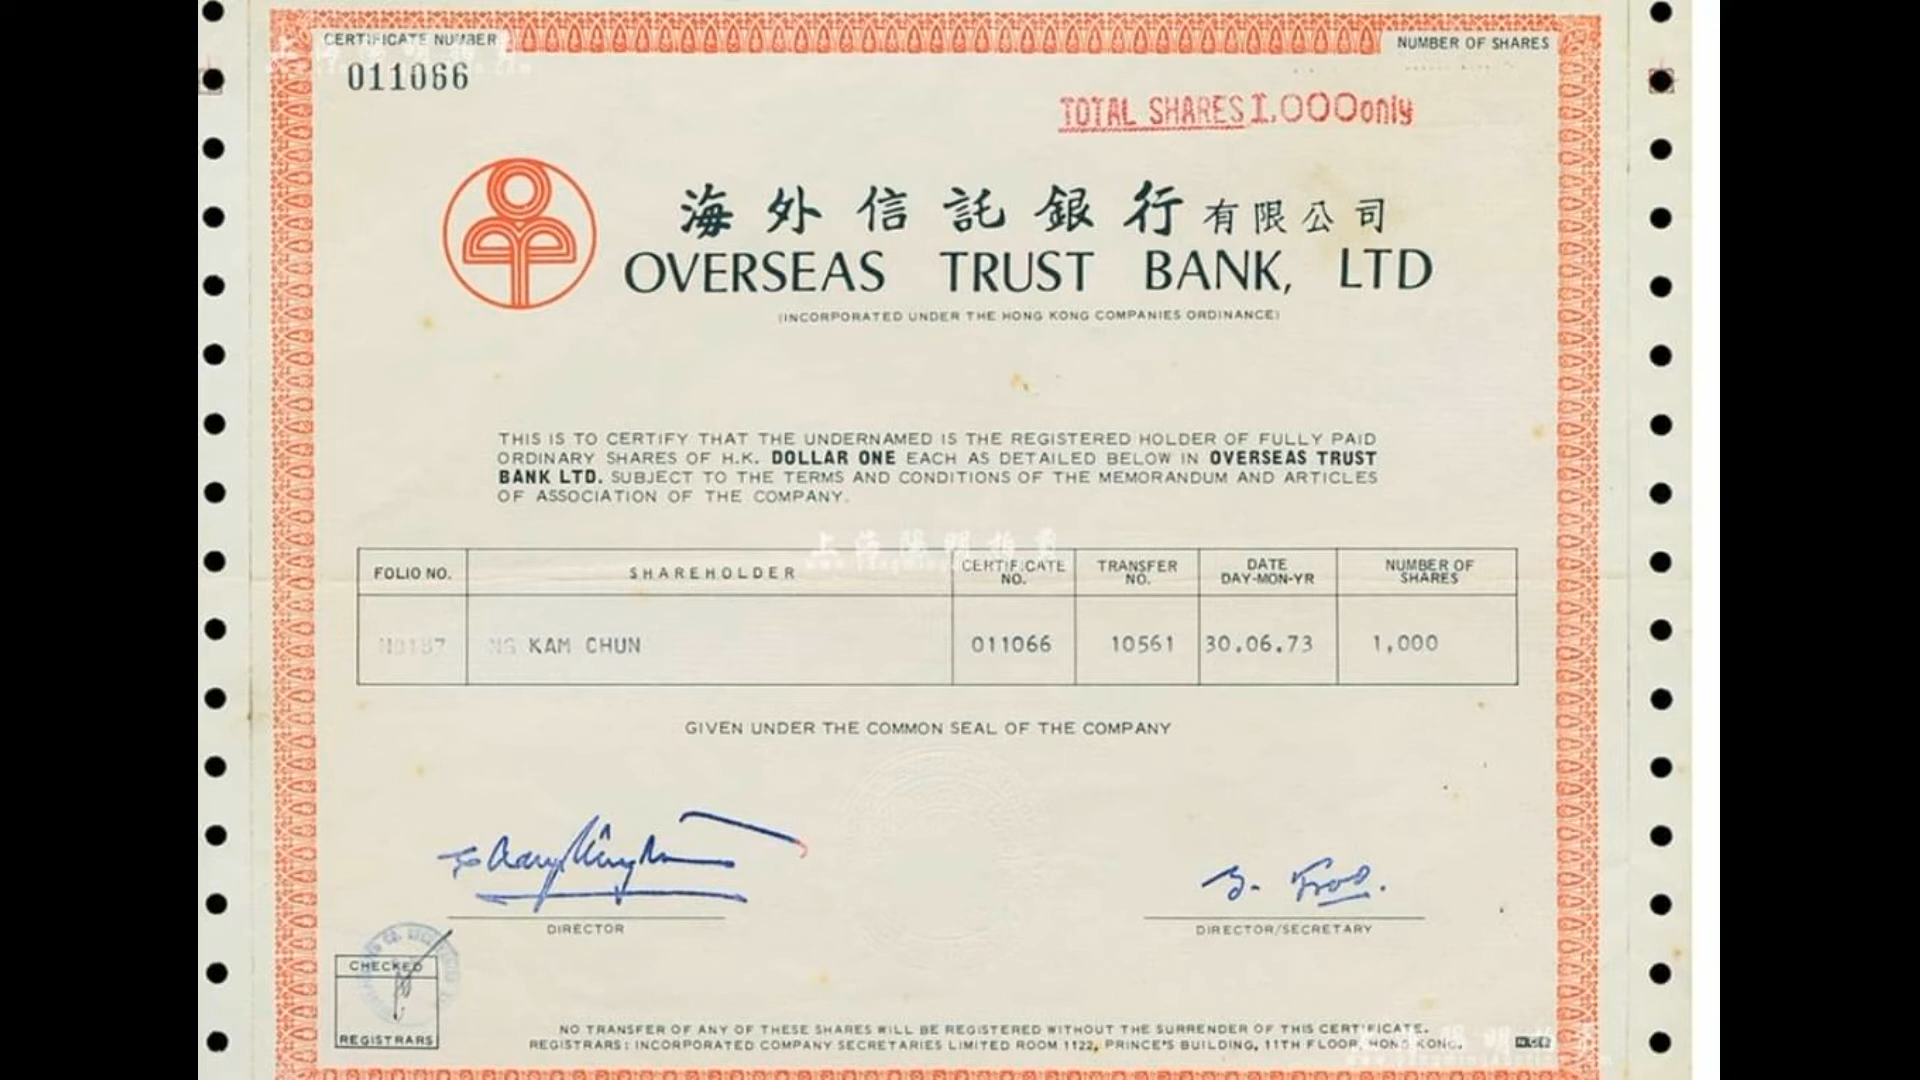 CERTIFICATE NUMBER
011066
NUMBER OF SHARES
TOTAL SHARES 1,000 only
海外信託銀行有限公司
OVERSEAS TRUST BANK, LTD
(INCORPORATED UNDER THE HONG KONG COMPANIES ORDINANCE)
THIS IS TO CERTIFY THAT THE UNDERNAMED IS THE REGISTERED HOLDER OF FULLY PAID
ORDINARY SHARES OF H.K. DOLLAR ONE EACH AS DETAILED BELOW IN OVERSEAS TRUST
BANK LTD. SUBJECT TO THE TERMS AND CONDITIONS OF THE MEMORANDUM AND ARTICLES
OF ASSOCIATION OF THE COMPANY.
FOLIO NO. SHAREHOLDER CERTIFICATE NO. TRANSFER NO. DATE DAY-MON-YR NUMBER OF SHARES
NG KAM CHUN 011066 10561 30.06.73 1,000
GIVEN UNDER THE COMMON SEAL OF THE COMPANY
DIRECTOR
DIRECTOR/SECRETARY
CHECKED
REGISTRARS
NO TRANSFER OF ANY OF THESE SHARES WILL BE REGISTERED WITHOUT THE SURRENDER OF THIS CERTIFICATE.
REGISTRARS: INCORPORATED COMPANY SECRETARIES LIMITED ROOM 1122, PRINCE'S BUILDING, 11TH FLOOR, HONG KONG.